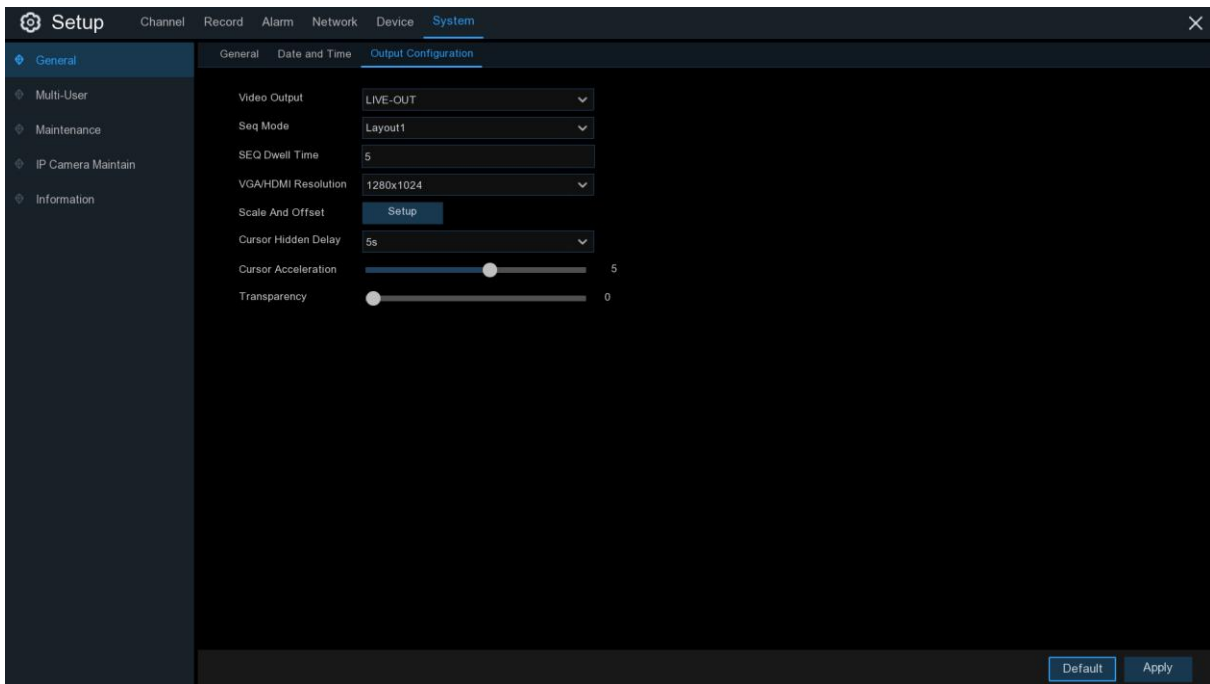 Setup Channel Record Alarm Network Device System
General
Multi-User
Maintenance
IP Camera Maintain
Information
General Date and Time Output Configuration
Video Output LIVE-OUT
Seq Mode Layout1
SEQ Dwell Time 5
VGA/HDMI Resolution 1280x1024
Scale And Offset Setup
Cursor Hidden Delay 5s
Cursor Acceleration 5
Transparency 0
Default Apply